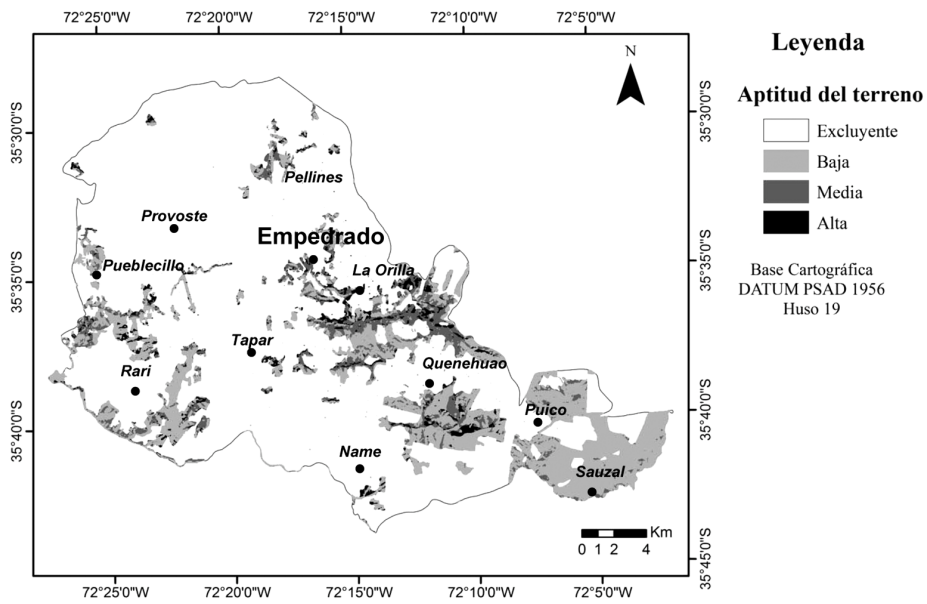 72°25'0"W 72°20'0"W 72°15'0"W 72°10'0"W 72°5'0"W
35°30'0"S
35°35'0"S
35°40'0"S
N
Pellines
Provoste
Empedrado
La Orilla
Pueblecillo
Tapar
Quenehuao
Rari
Puico
Name
Sauzal
Km
0 1 2 4
35°30'0"S
35°35'0"S
35°40'0"S
35°45'0"S
72°25'0"W 72°20'0"W 72°15'0"W 72°10'0"W 72°5'0"W
Leyenda
Aptitud del terreno
Excluyente
Baja
Media
Alta
Base Cartográfica
DATUM PSAD 1956
Huso 19